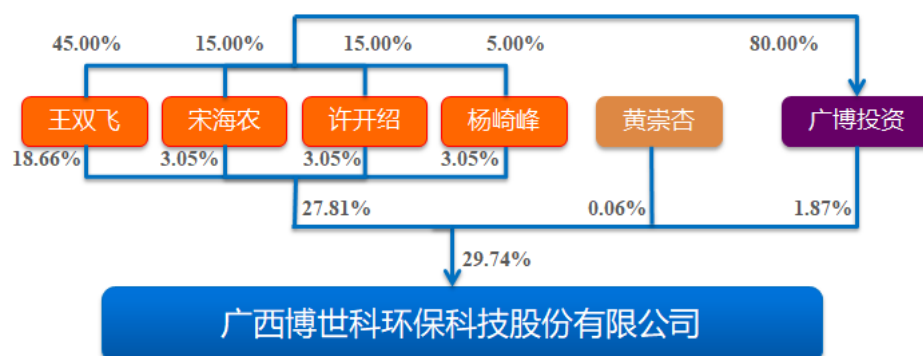 45.00% 15.00% 15.00% 5.00% 80.00%
王双飞 宋海农 许开绍 杨崎峰 黄崇杏 广博投资
18.66% 3.05% 3.05% 3.05%
27.81% 0.06% 1.87%
29.74%
广西博世科环保科技股份有限公司